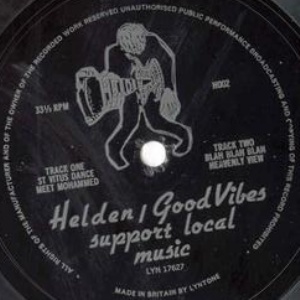 ALL RIGHTS OF THE MANUFACTURER AND OF THE OWNER OF THE RECORDED WORK RESERVED UNAUTHORISED PUBLIC PERFORMANCE BROADCASTING AND COPYING OF THIS RECORD PROHIBITED
33⅓ RPM
H002
TRACK ONE
ST VITUS DANCE
MEET MOHAMMED
TRACK TWO
BLAH BLAH BLAH
HEAVENLY VIEW
Helden / Good Vibes
support local
music
LYN 17627
MADE IN BRITAIN BY LYNTONE